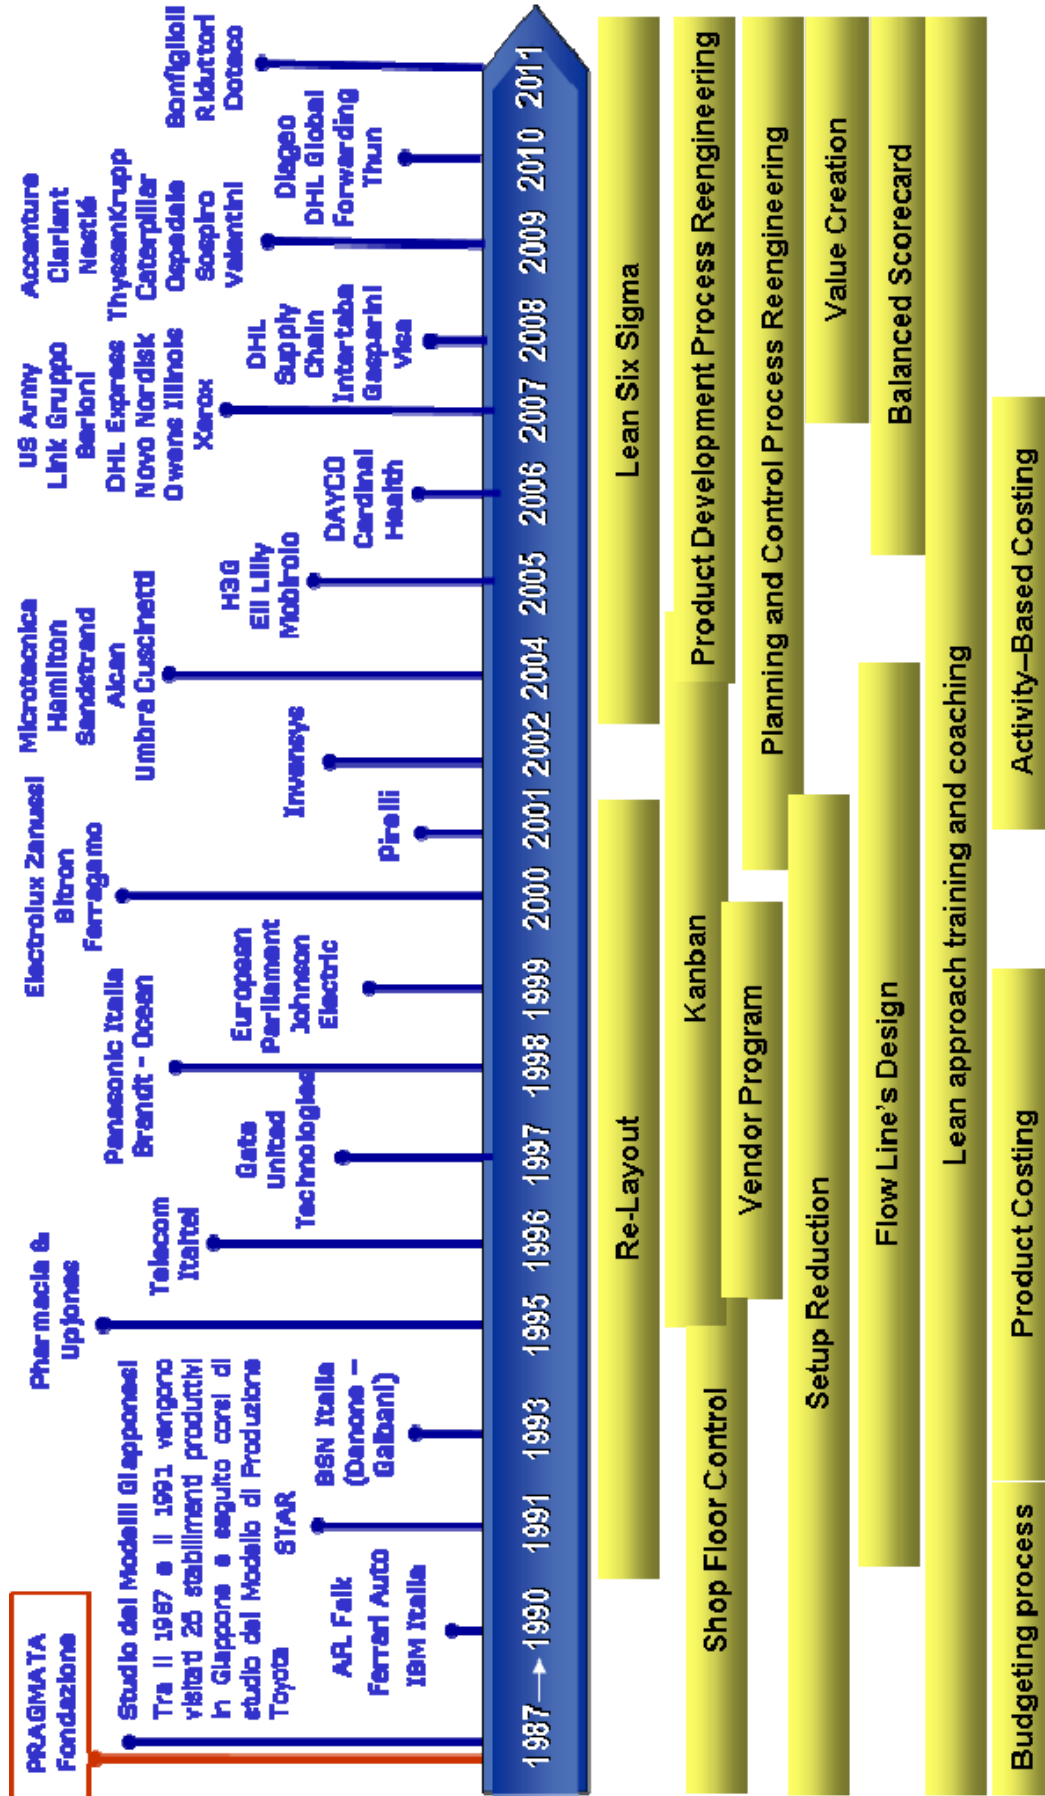 PRAGMATA
Fondazione
Studio dei Modelli Giapponesi
Tra il 1987 e il 1991 vengono
visitati 25 stabilimenti produttivi
in Giappone e seguito corsi di
studio del Modello di Produzione
Toyota
AFL Falk
Ferrari Auto
IBM Italia
STAR
BSN Italia
(Danone –
Galbani)
Pharmacia &
Upjones
Telecom
Italtel
Gate
United
Technologies
Panasonic Italia
Brandt - Ocean
European
Parliament
Johnson
Electric
Electrolux Zanussi
Bitron
Ferragamo
Pirelli
Invensys
Microtecnica
Hamilton
Sandstrand
Alcan
Umbra Cuscinetti
H3G
Eli Lilly
Mobirolo
DAYCO
Cardinal
Health
US Army
Link Gruppo
Berloni
DHL Express
Novo Nordisk
Owens Illinois
Xerox
DHL
Supply
Chain
Intertaba
Gasparini
Visa
Accenture
Clariant
Nestlé
ThyssenKrupp
Caterpillar
Ospedale
Sospiro
Valentini
Diageo
DHL Global
Forwarding
Thun
Bonfiglioli
Riduttori
Doteco
1987 → 1990 1991 1993 1995 1996 1997 1998 1999 2000 2001 2002 2004 2005 2006 2007 2008 2009 2010 2011
Re-Layout
Lean Six Sigma
Shop Floor Control
Kanban
Product Development Process Reengineering
Vendor Program
Planning and Control Process Reengineering
Setup Reduction
Value Creation
Flow Line's Design
Balanced Scorecard
Lean approach training and coaching
Budgeting process
Product Costing
Activity–Based Costing